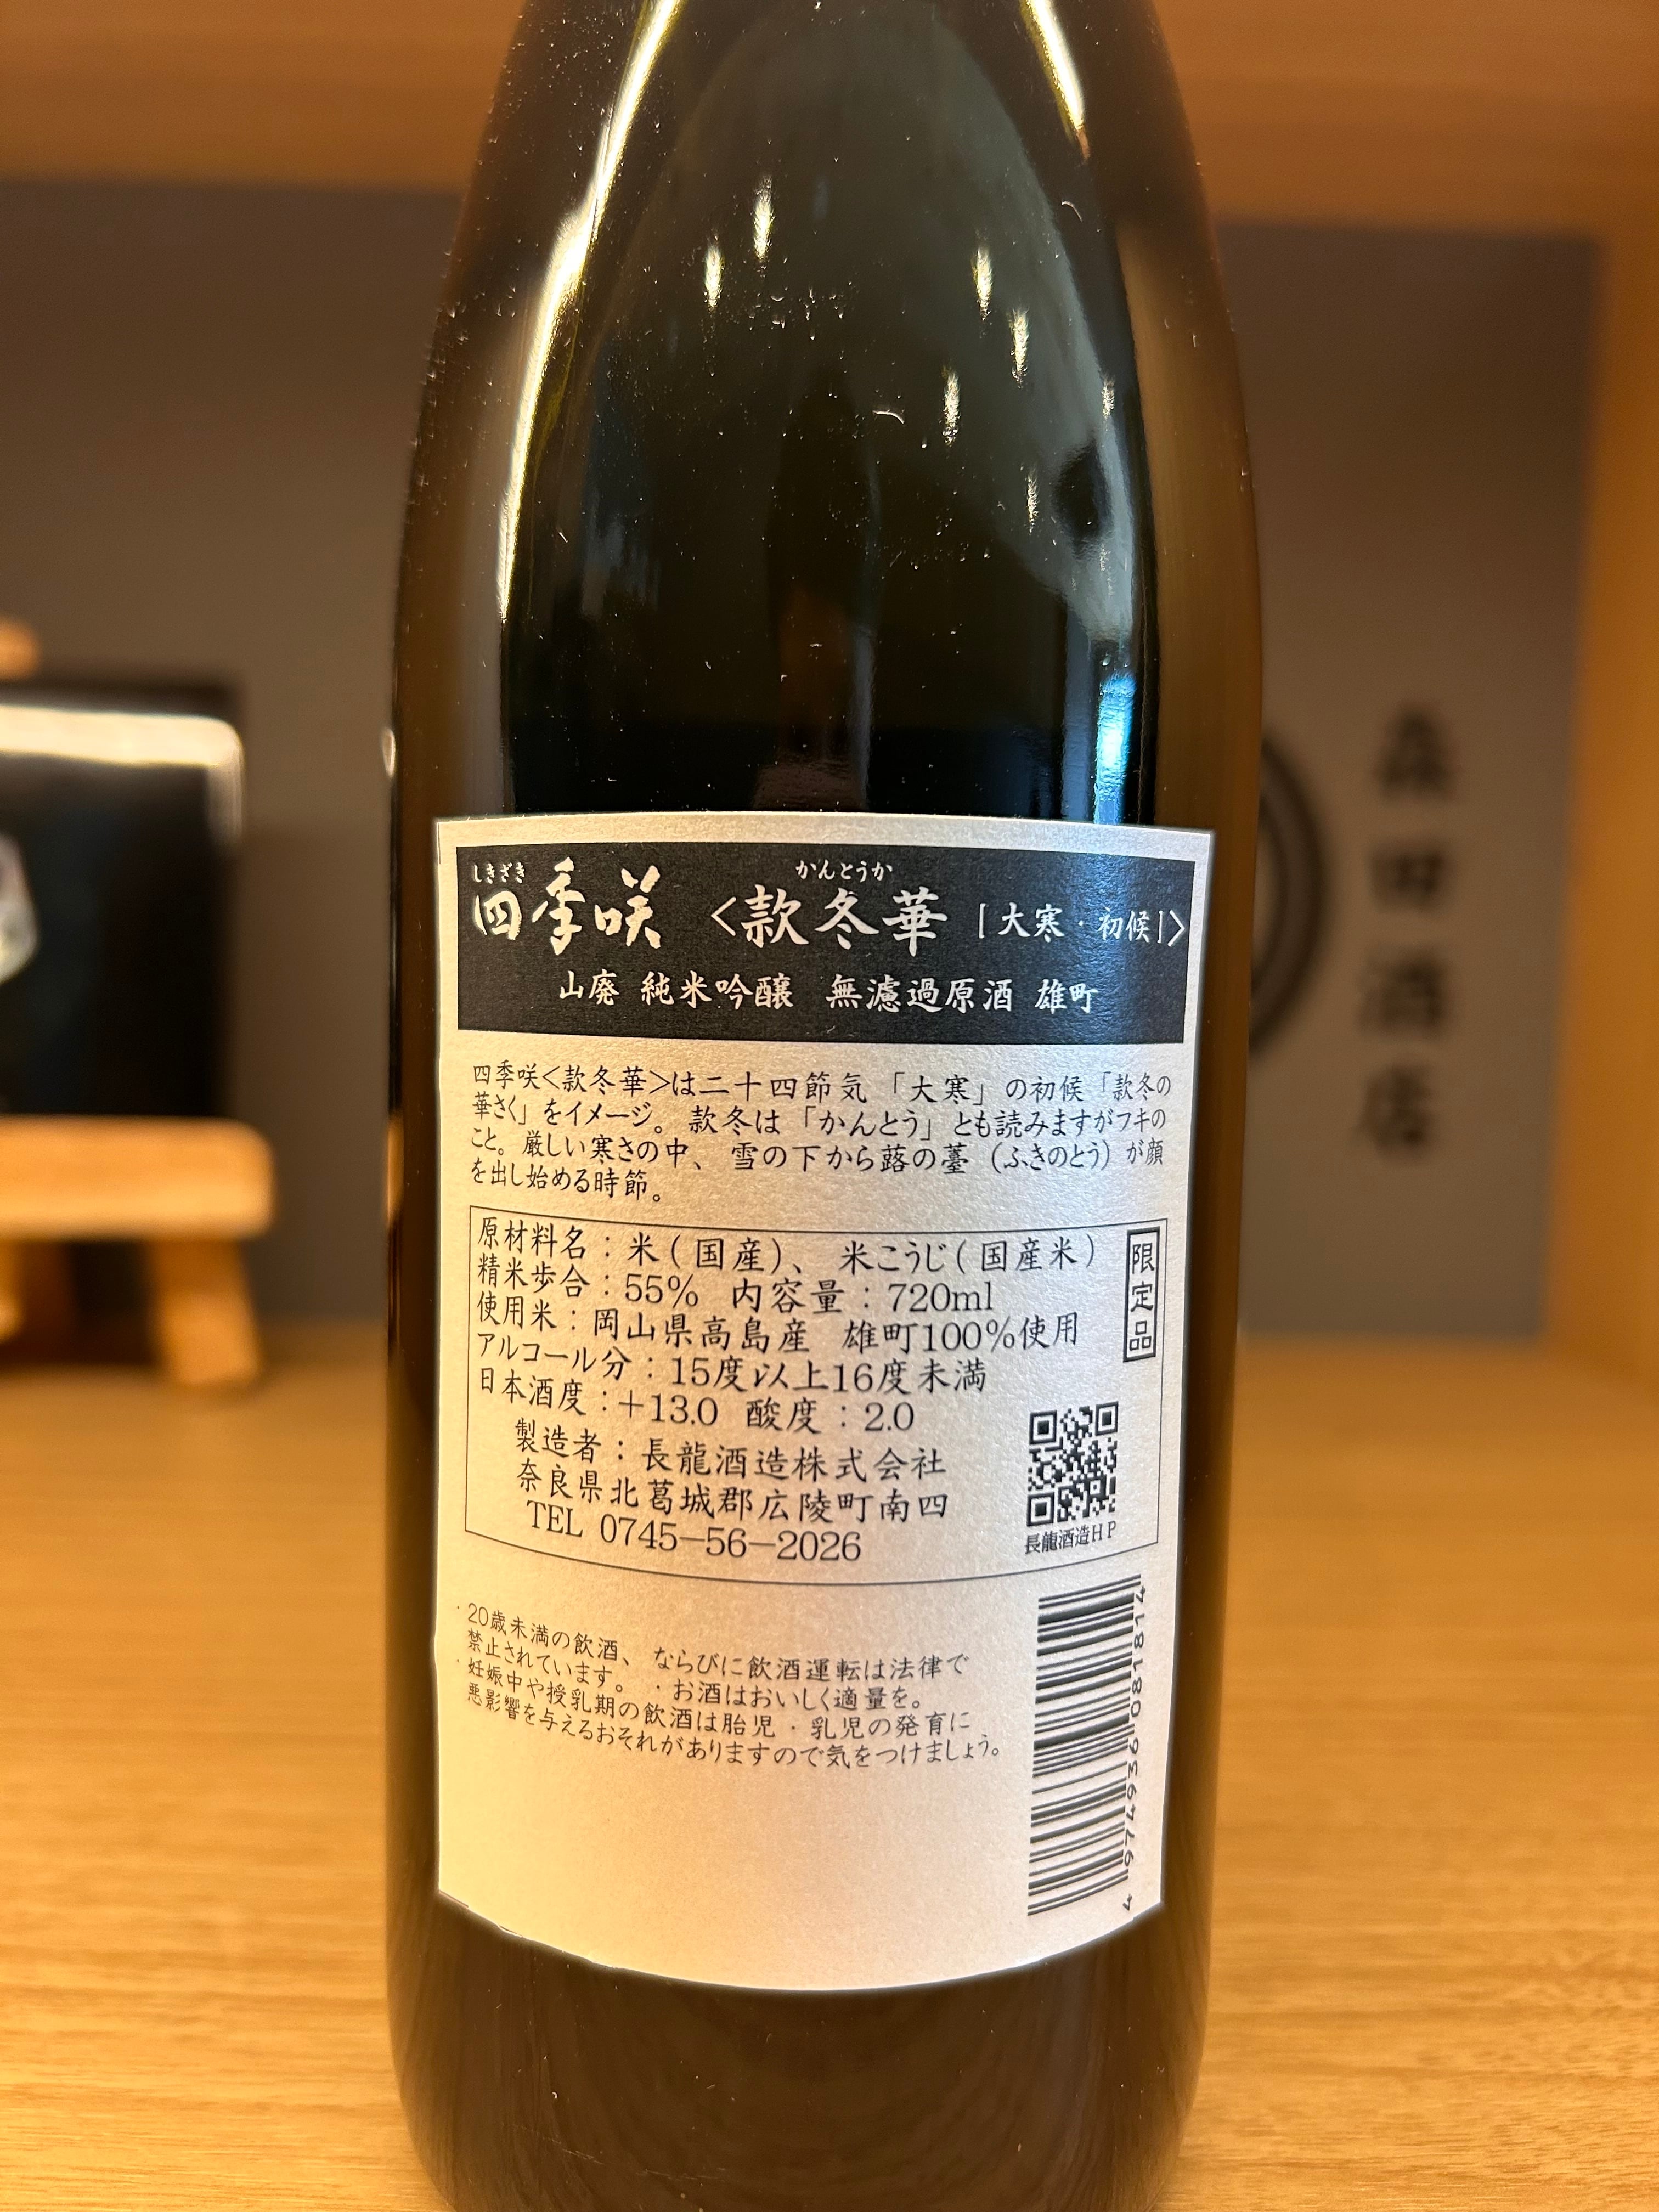 しきざき
四季咲
かんとうか
<款冬華 [大寒・初候]>
山廃 純米吟醸 無濾過原酒 雄町
四季咲<款冬華>は二十四節気「大寒」の初候「款冬の
華さく」をイメージ。款冬は「かんとう」とも読みますがフキの
こと。厳しい寒さの中、雪の下から蕗の薹(ふきのとう)が顔
を出し始める時節。
原材料名:米(国産)、米こうじ(国産米)
精米歩合:55% 内容量:720ml
使用米:岡山県高島産 雄町100%使用
アルコール分:15度以上16度未満
日本酒度:+13.0 酸度:2.0
製造者:長龍酒造株式会社
奈良県北葛城郡広陵町南四
TEL 0745-56-2026
限定品
長龍酒造HP
・20歳未満の飲酒、ならびに飲酒運転は法律で
禁止されています。 ・お酒はおいしく適量を。
・妊娠中や授乳期の飲酒は胎児・乳児の発育に
悪影響を与えるおそれがありますので気をつけましょう。
4 974936 081814
森田酒店